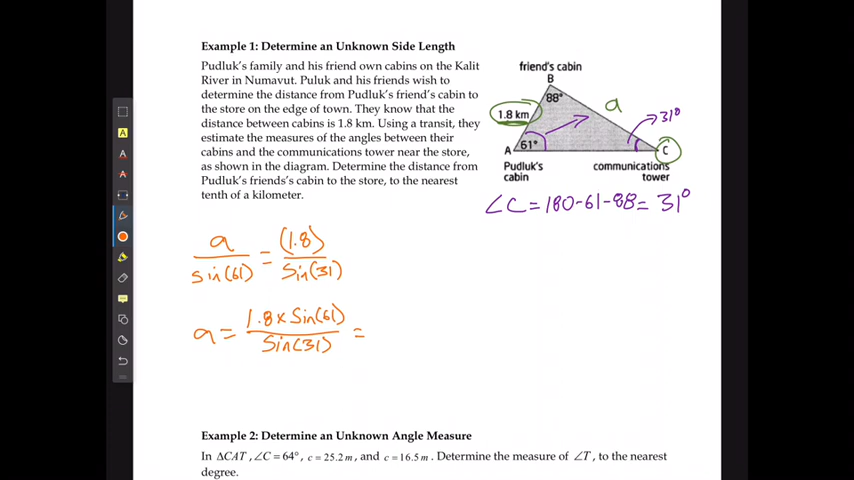 Example 1: Determine an Unknown Side Length
Pudluk's family and his friend own cabins on the Kalit
River in Numavut. Puluk and his friends wish to
determine the distance from Pudluk's friend's cabin to
the store on the edge of town. They know that the
distance between cabins is 1.8 km. Using a transit, they
estimate the measures of the angles between their
cabins and the communications tower near the store,
as shown in the diagram. Determine the distance from
Pudluk's friends's cabin to the store, to the nearest
tenth of a kilometer.
friend's cabin
B
88°
a
1.8 km
31°
A
61°
C
Pudluk's
cabin
communications
tower
∠C = 180-61-88 = 31°
a/sin(61) = (1.8)/sin(31)
a = 1.8 x sin(61)/sin(31) =
Example 2: Determine an Unknown Angle Measure
In ΔCAT, ∠C = 64°, c = 25.2 m, and c = 16.5 m. Determine the measure of ∠T, to the nearest
degree.